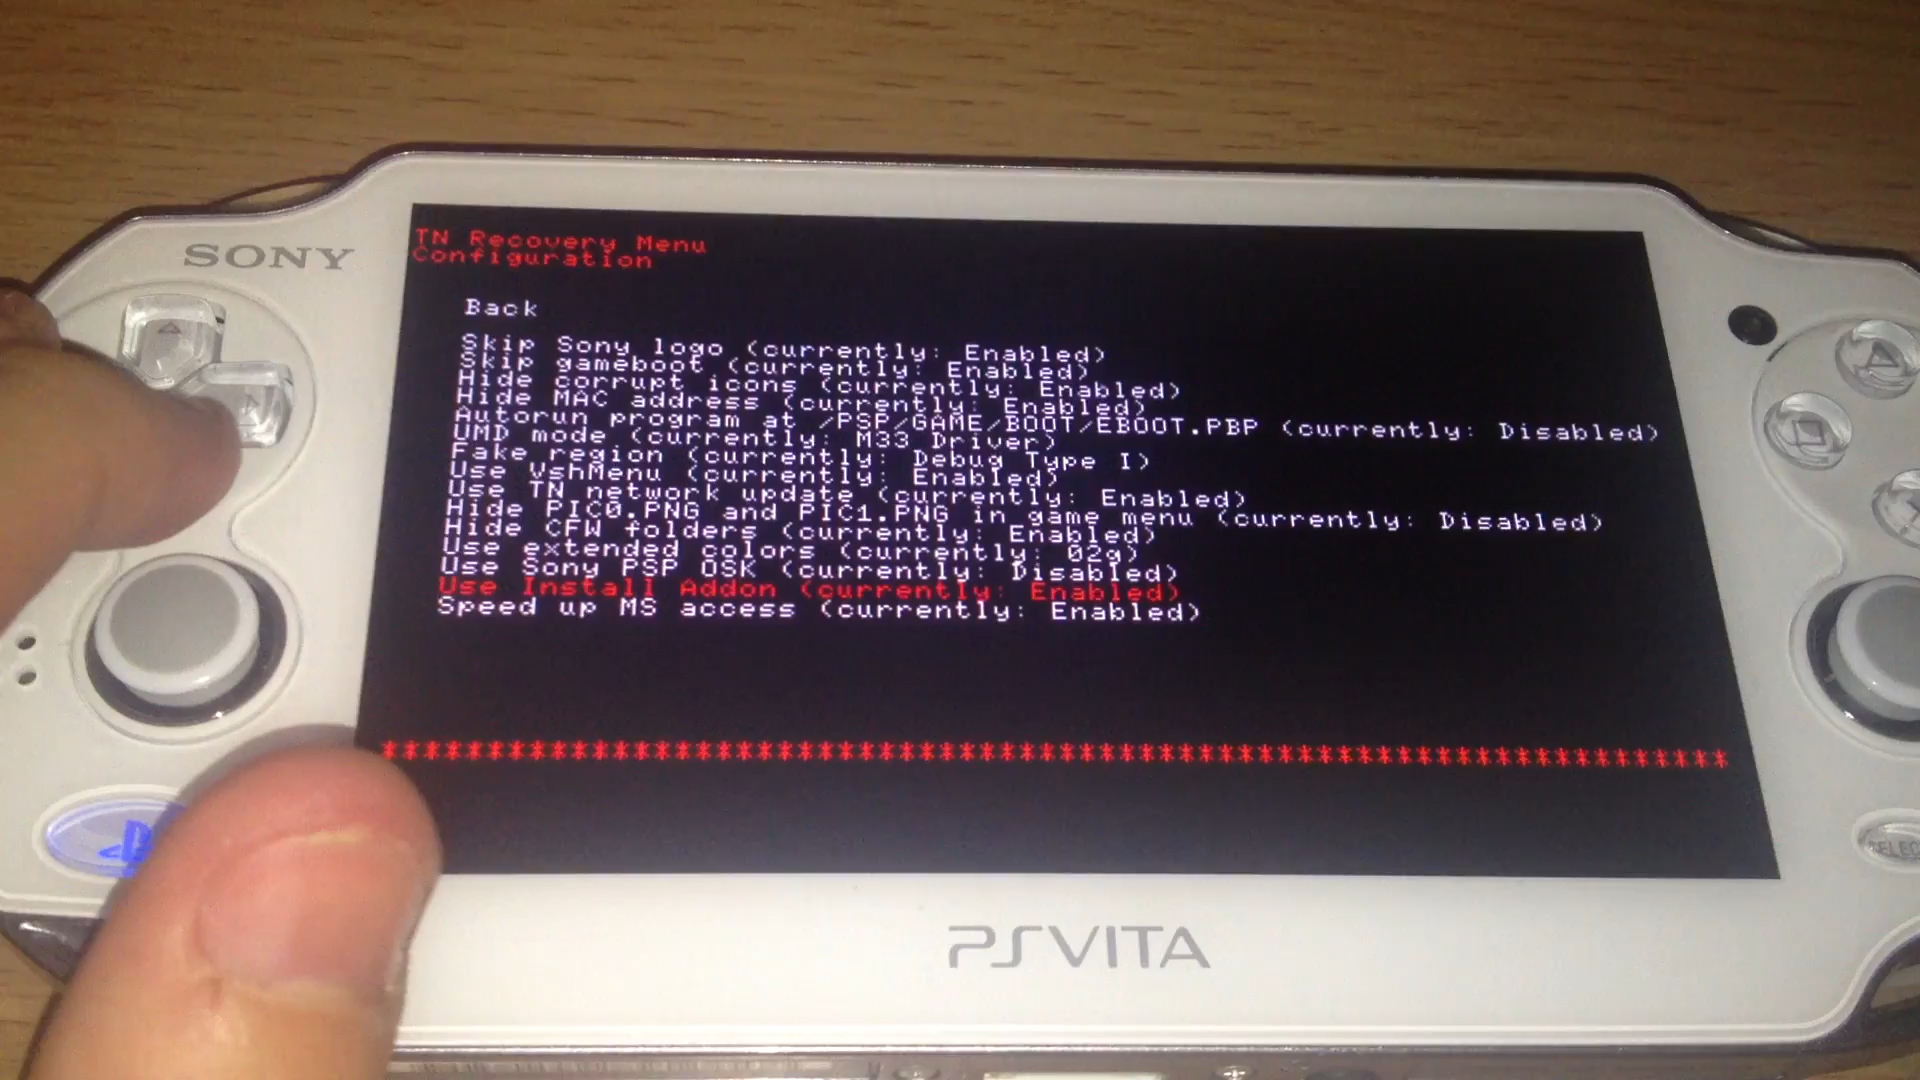 SONY
TN Recovery Menu
Configuration
Back
Skip Sony logo (currently: Enabled)
Skip gameboot (currently: Enabled)
Hide corrupt icons (currently: Enabled)
Hide MAC address (currently: Enabled)
Autorun program at /PSP/GAME/BOOT/EBOOT.PBP (currently: Disabled)
UMD mode (currently: M33 Driver)
Fake region (currently: Debug Type I)
Use VshMenu (currently: Enabled)
Use TN network update (currently: Enabled)
Hide PIC0.PNG and PIC1.PNG in game menu (currently: Disabled)
Hide CFW folders (currently: Enabled)
Use extended colors (currently: 02g)
Use Sony PSP OSK (currently: Disabled)
Use Install Addon (currently: Enabled)
Speed up MS access (currently: Enabled)
****************************************************************
PSVITA